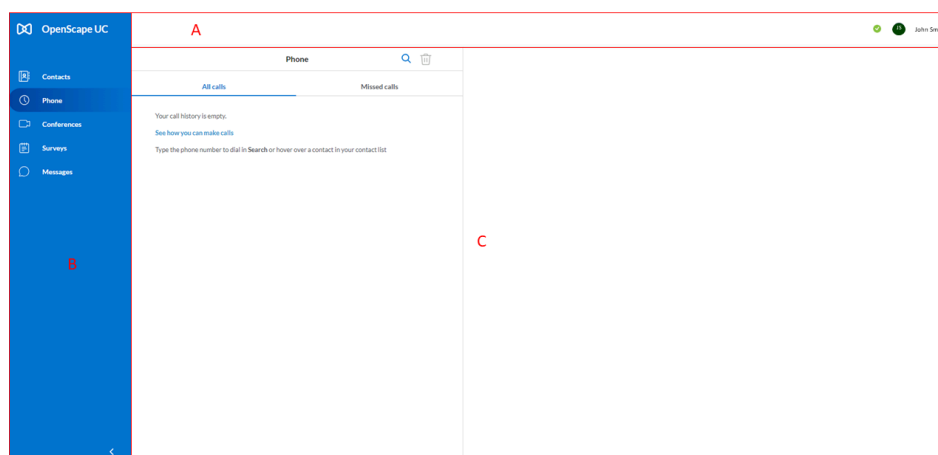 OpenScape UC
A
JS
John Sm
Phone
Contacts
Phone
Conferences
Surveys
Messages
All calls
Missed calls
Your call history is empty.
See how you can make calls
Type the phone number to dial in Search or hover over a contact in your contact list
B
C